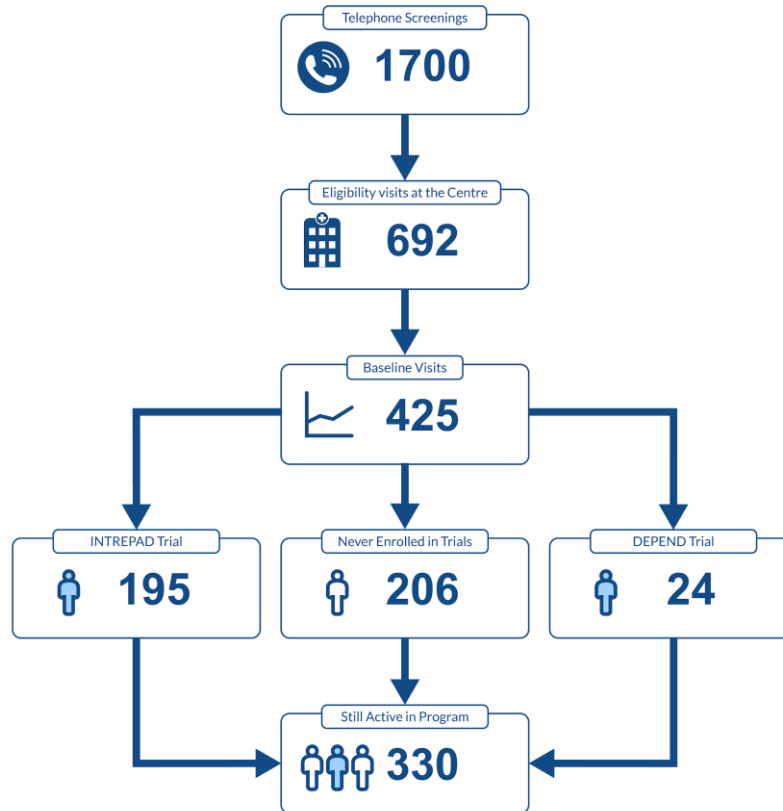 Telephone Screenings
1700
Eligibility visits at the Centre
692
Baseline Visits
425
INTREPAD Trial
195
Never Enrolled in Trials
206
DEPEND Trial
24
Still Active in Program
330